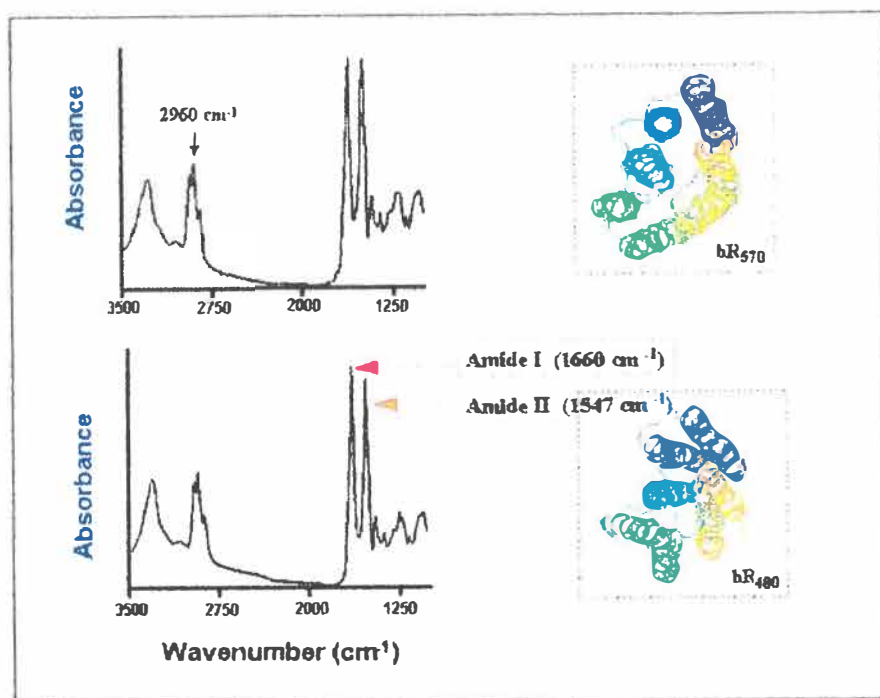 Absorbance
2960 cm-1
3500 2750 2000 1250
bR570
Amide I (1660 cm-1)
Amide II (1547 cm-1)
Absorbance
3500 2750 2000 1250
bR480
Wavenumber (cm-1)